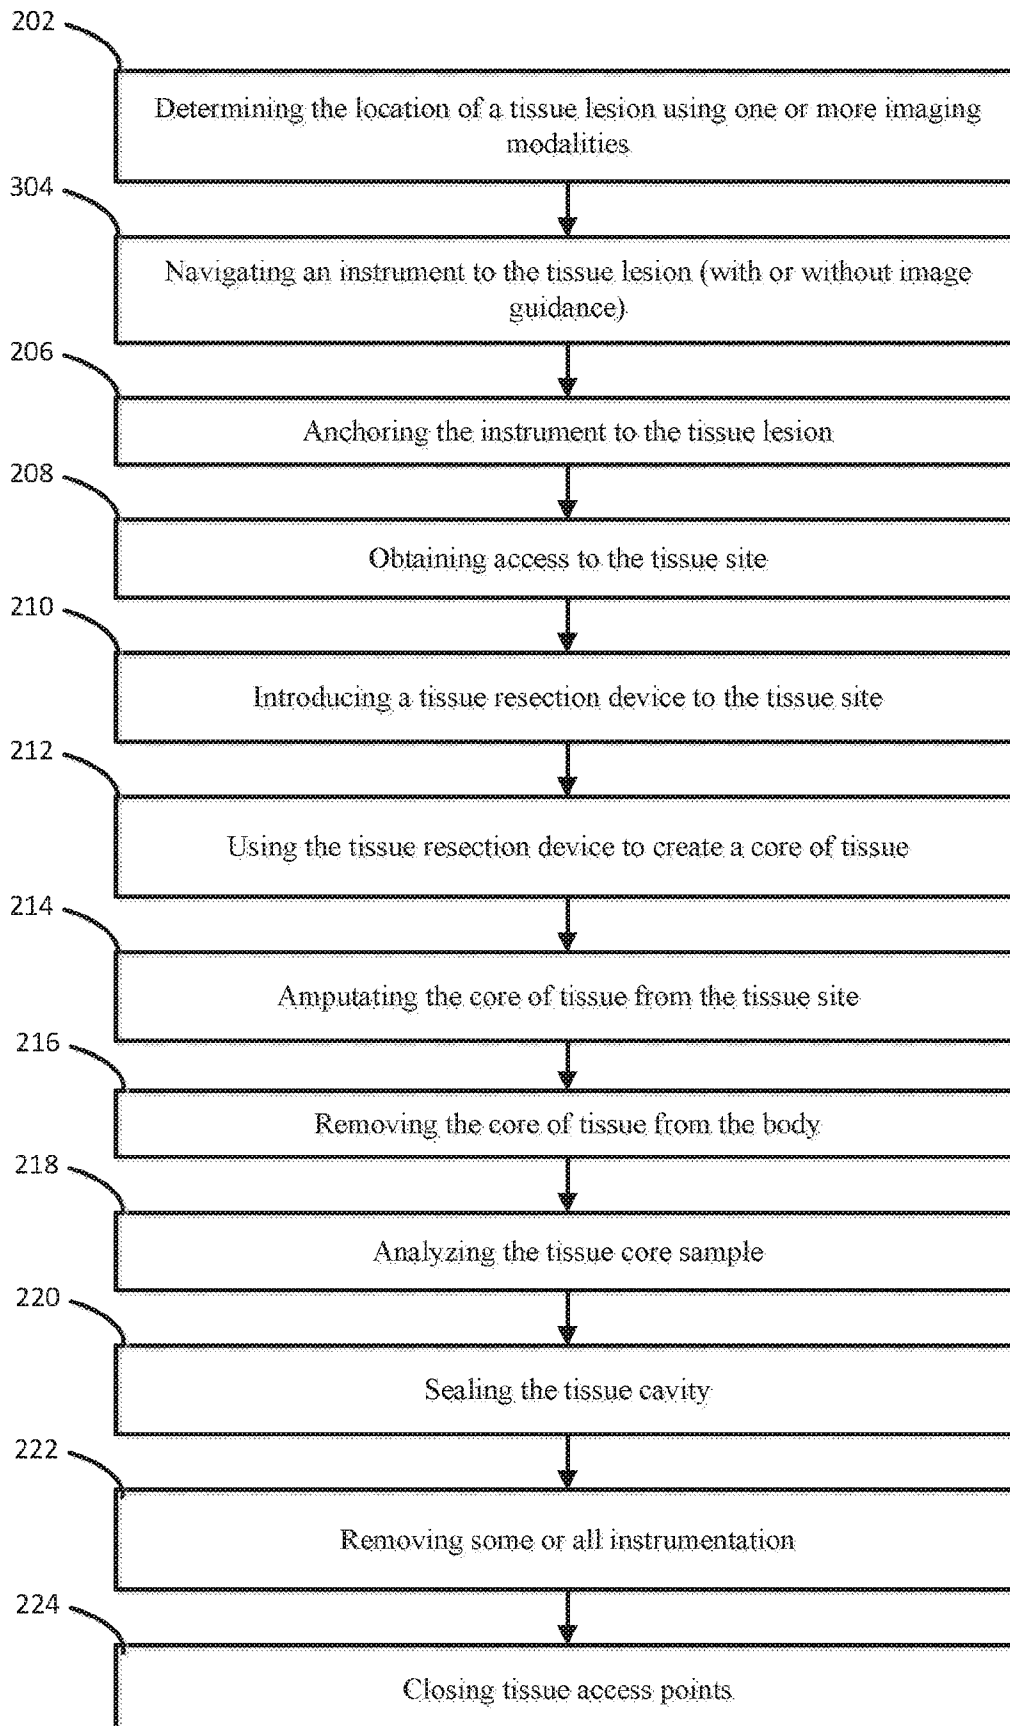 202
Determining the location of a tissue lesion using one or more imaging
modalities
304
Navigating an instrument to the tissue lesion (with or without image
guidance)
206
Anchoring the instrument to the tissue lesion
208
Obtaining access to the tissue site
210
Introducing a tissue resection device to the tissue site
212
Using the tissue resection device to create a core of tissue
214
Amputating the core of tissue from the tissue site
216
Removing the core of tissue from the body
218
Analyzing the tissue core sample
220
Sealing the tissue cavity
222
Removing some or all instrumentation
224
Closing tissue access points